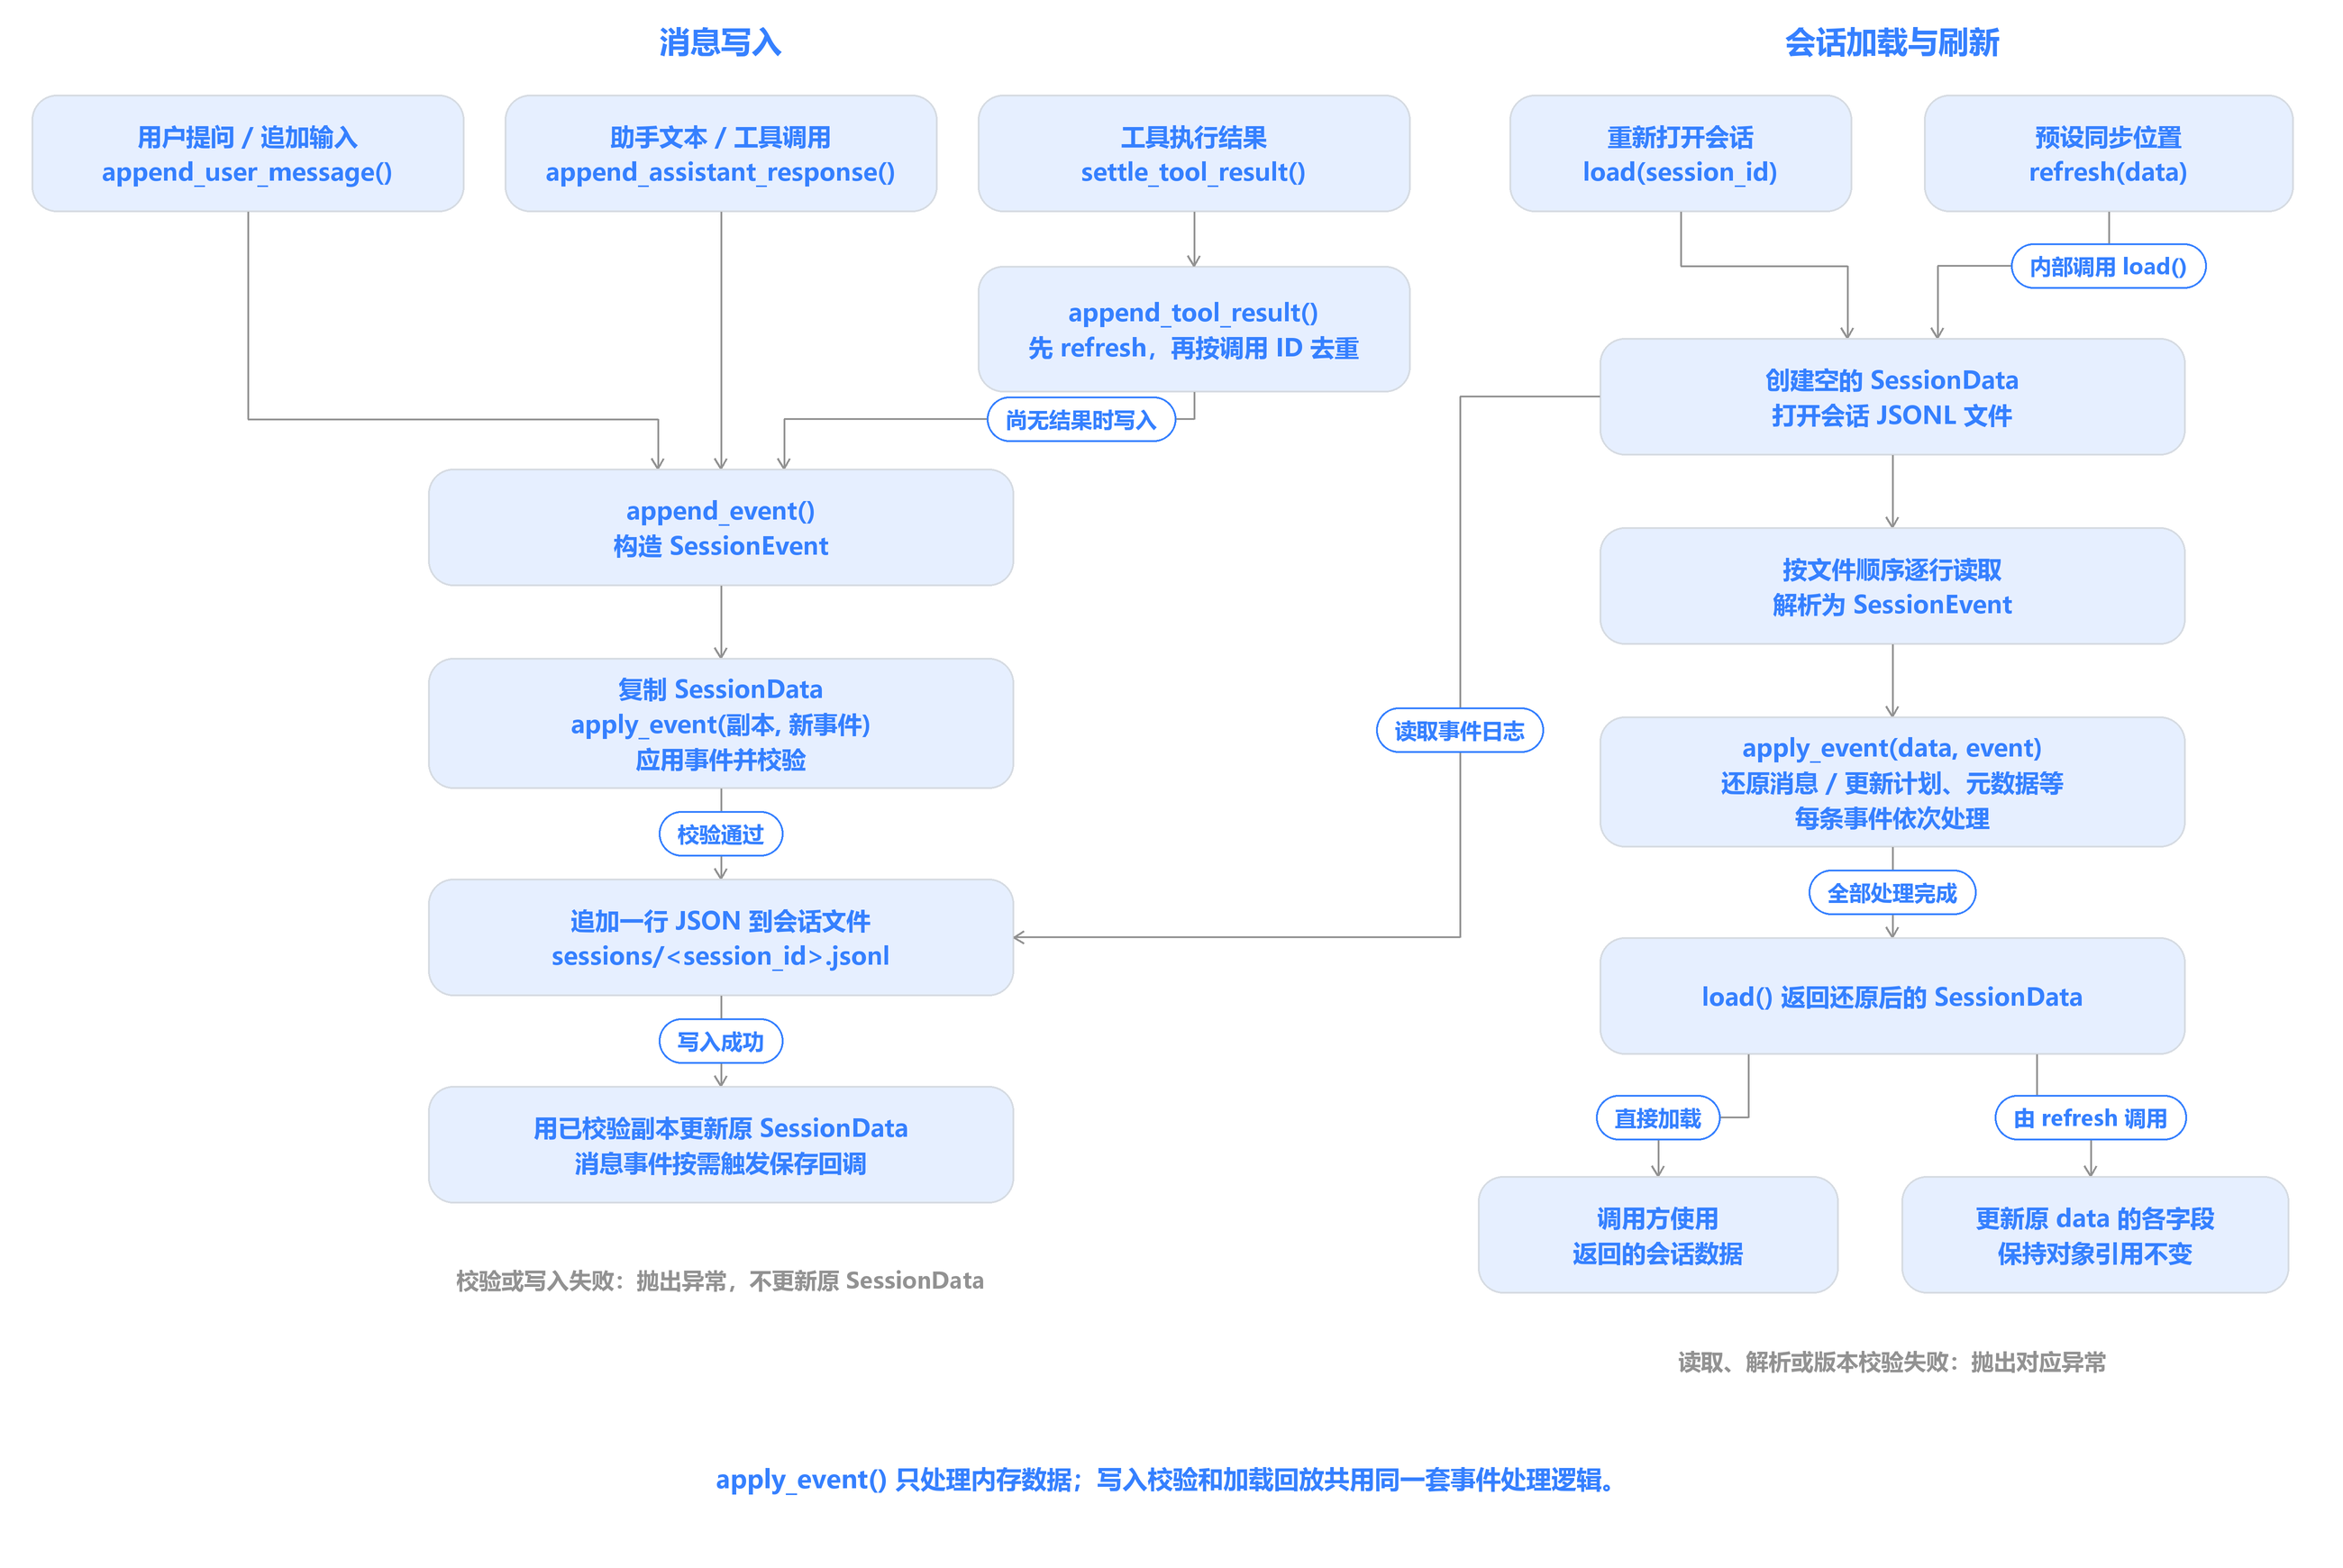 消息写入
用户提问 / 追加输入
append_user_message()
助手文本 / 工具调用
append_assistant_response()
工具执行结果
settle_tool_result()
append_tool_result()
先 refresh，再按调用 ID 去重
尚无结果时写入
append_event()
构造 SessionEvent
复制 SessionData
apply_event(副本, 新事件)
应用事件并校验
校验通过
追加一行 JSON 到会话文件
sessions/<session_id>.jsonl
写入成功
用已校验副本更新原 SessionData
消息事件按需触发保存回调
校验或写入失败：抛出异常，不更新原 SessionData
会话加载与刷新
重新打开会话
load(session_id)
预设同步位置
refresh(data)
内部调用 load()
创建空的 SessionData
打开会话 JSONL 文件
读取事件日志
按文件顺序逐行读取
解析为 SessionEvent
apply_event(data, event)
还原消息 / 更新计划、元数据等
每条事件依次处理
全部处理完成
load() 返回还原后的 SessionData
直接加载
由 refresh 调用
调用方使用
返回的会话数据
更新原 data 的各字段
保持对象引用不变
读取、解析或版本校验失败：抛出对应异常
apply_event() 只处理内存数据；写入校验和加载回放共用同一套事件处理逻辑。